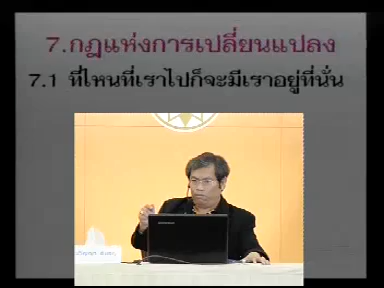 7.กฎแห่งการเปลี่ยนแปลง
7.1 ที่ไหนที่เราไปก็จะมีเราอยู่ที่นั่น